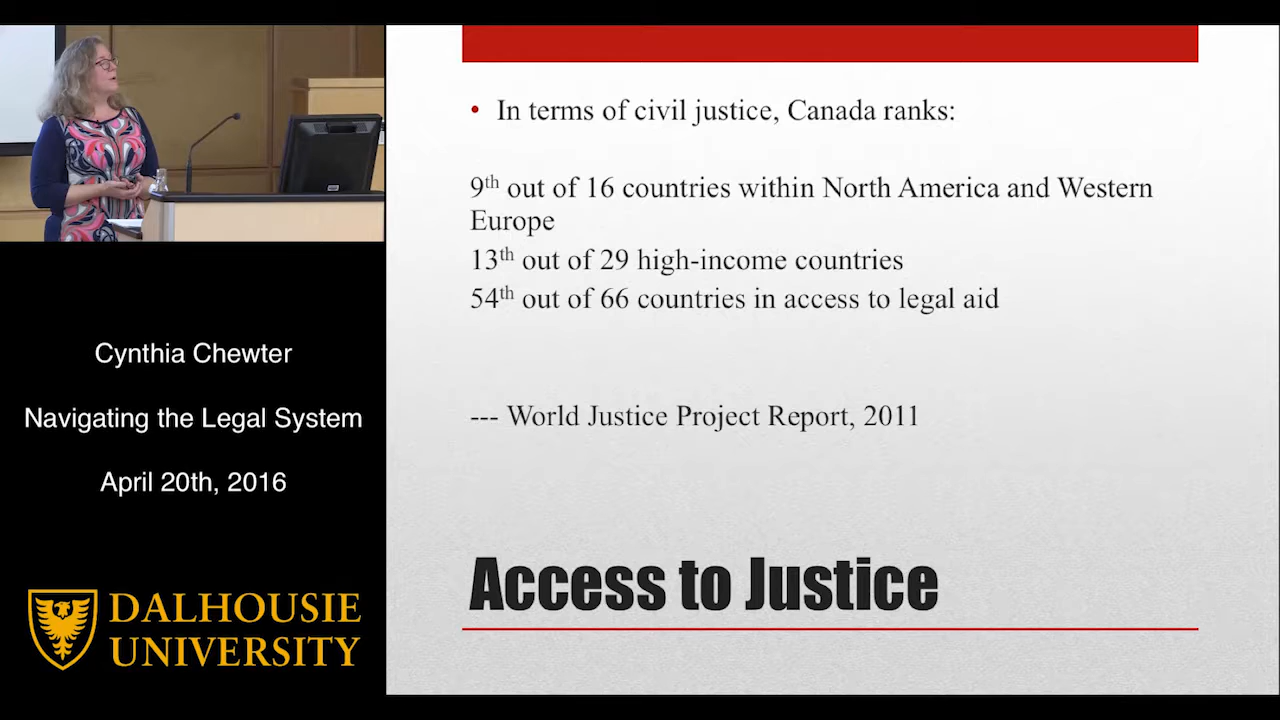 Cynthia Chewter
Navigating the Legal System
April 20th, 2016
DALHOUSIE
UNIVERSITY
• In terms of civil justice, Canada ranks:
9th out of 16 countries within North America and Western
Europe
13th out of 29 high-income countries
54th out of 66 countries in access to legal aid
--- World Justice Project Report, 2011
Access to Justice